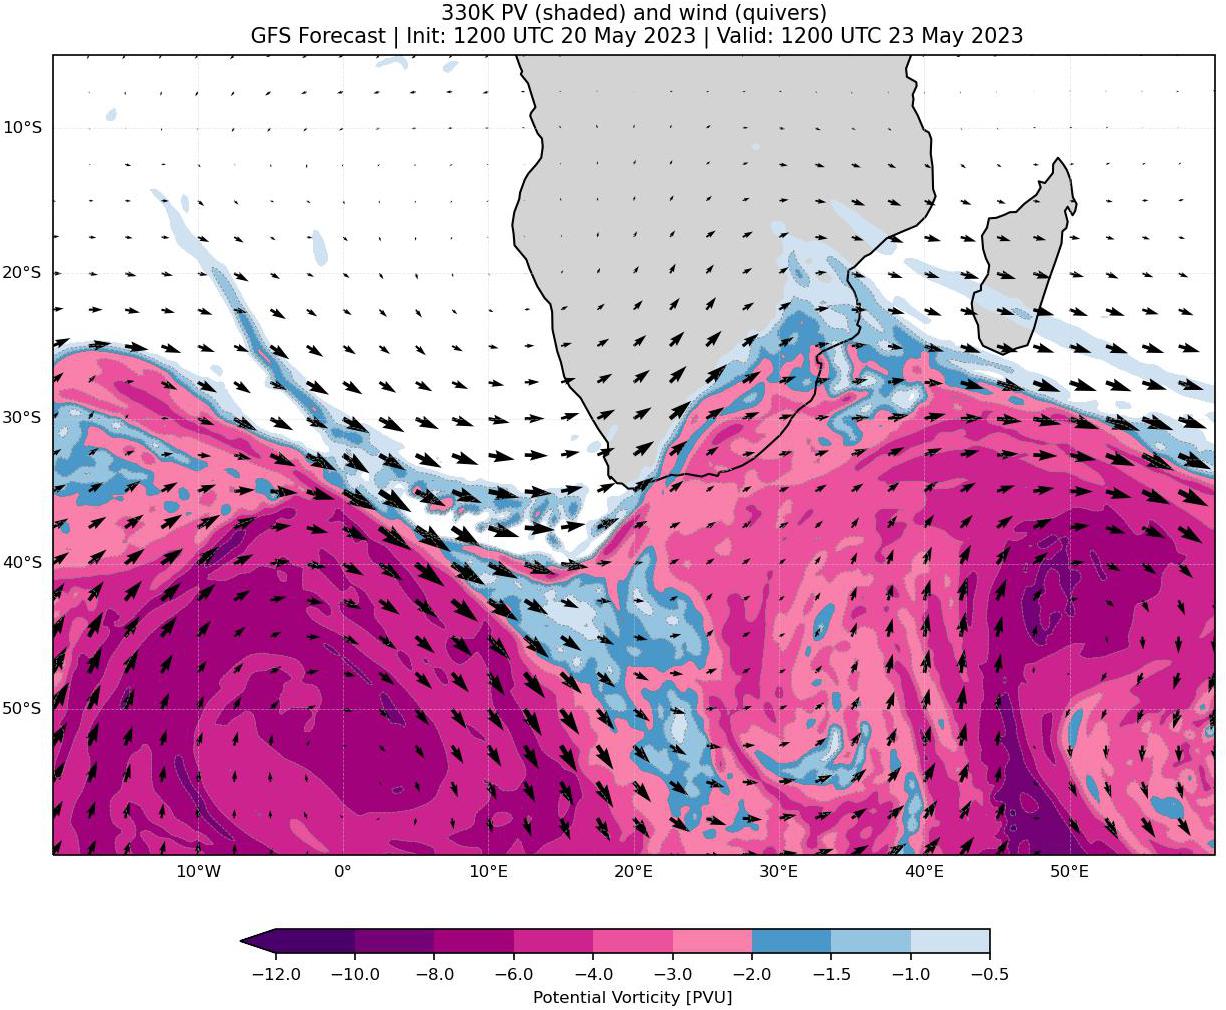 330K PV (shaded) and wind (quivers)
GFS Forecast | Init: 1200 UTC 20 May 2023 | Valid: 1200 UTC 23 May 2023
10°S
20°S
30°S
40°S
50°S
10°W 0° 10°E 20°E 30°E 40°E 50°E
−12.0 −10.0 −8.0 −6.0 −4.0 −3.0 −2.0 −1.5 −1.0 −0.5
Potential Vorticity [PVU]